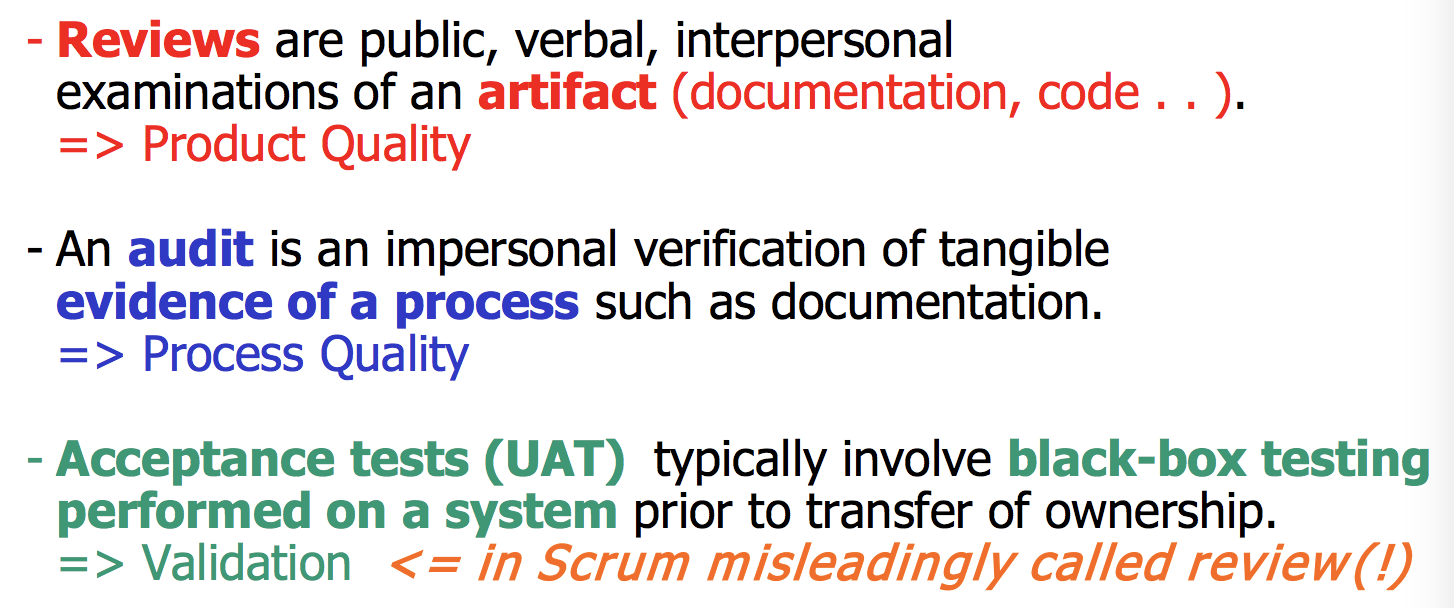 - Reviews are public, verbal, interpersonal
examinations of an artifact (documentation, code . . ).
=> Product Quality
- An audit is an impersonal verification of tangible
evidence of a process such as documentation.
=> Process Quality
- Acceptance tests (UAT) typically involve black-box testing
performed on a system prior to transfer of ownership.
=> Validation <= in Scrum misleadingly called review(!)